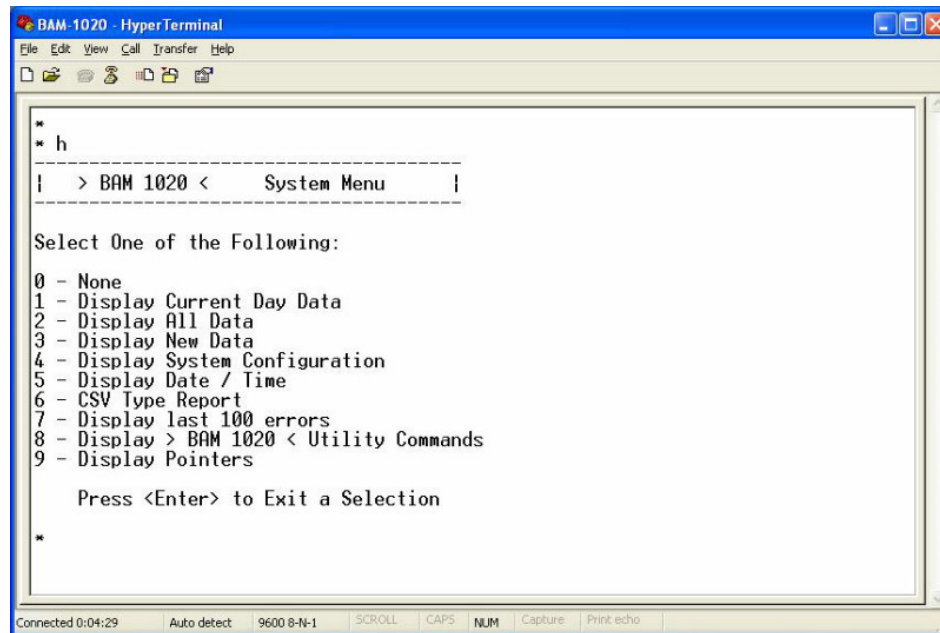 BAM-1020 - HyperTerminal
File Edit View Call Transfer Help
*
* h
----------------------------------------
|   > BAM 1020 <     System Menu       |
----------------------------------------
Select One of the Following:
0 - None
1 - Display Current Day Data
2 - Display All Data
3 - Display New Data
4 - Display System Configuration
5 - Display Date / Time
6 - CSV Type Report
7 - Display last 100 errors
8 - Display > BAM 1020 < Utility Commands
9 - Display Pointers
Press <Enter> to Exit a Selection
*
Connected 0:04:29 Auto detect 9600 8-N-1 SCROLL CAPS NUM Capture Print echo